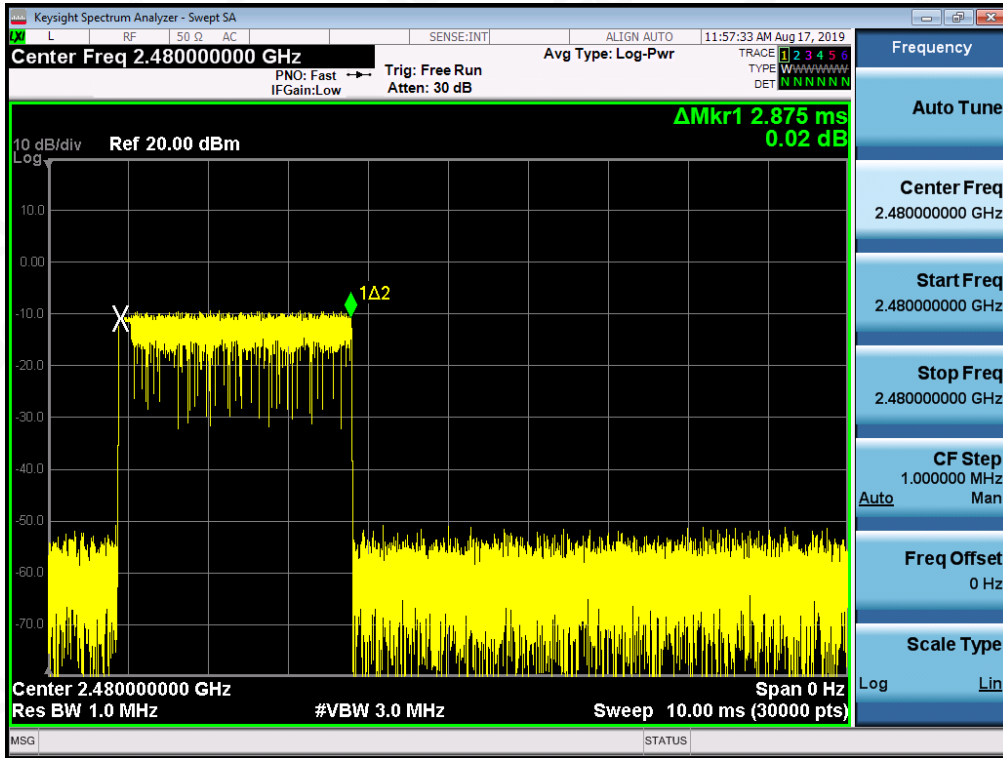 Keysight Spectrum Analyzer - Swept SA
LXI L RF 50 Ω AC SENSE:INT ALIGN AUTO 11:57:33 AM Aug 17, 2019
Center Freq 2.480000000 GHz
PNO: Fast
IFGain:Low
Trig: Free Run
Atten: 30 dB
Avg Type: Log-Pwr
TRACE 1 2 3 4 5 6
TYPE WWWWWW
DET N N N N N N
ΔMkr1 2.875 ms
0.02 dB
10 dB/div Ref 20.00 dBm
Log
10.0
0.00
-10.0
1Δ2
-20.0
-30.0
-40.0
-50.0
-60.0
-70.0
Center 2.480000000 GHz Span 0 Hz
Res BW 1.0 MHz #VBW 3.0 MHz Sweep 10.00 ms (30000 pts)
MSG STATUS
Frequency
Auto Tune
Center Freq
2.480000000 GHz
Start Freq
2.480000000 GHz
Stop Freq
2.480000000 GHz
CF Step
1.000000 MHz
Auto Man
Freq Offset
0 Hz
Scale Type
Log Lin